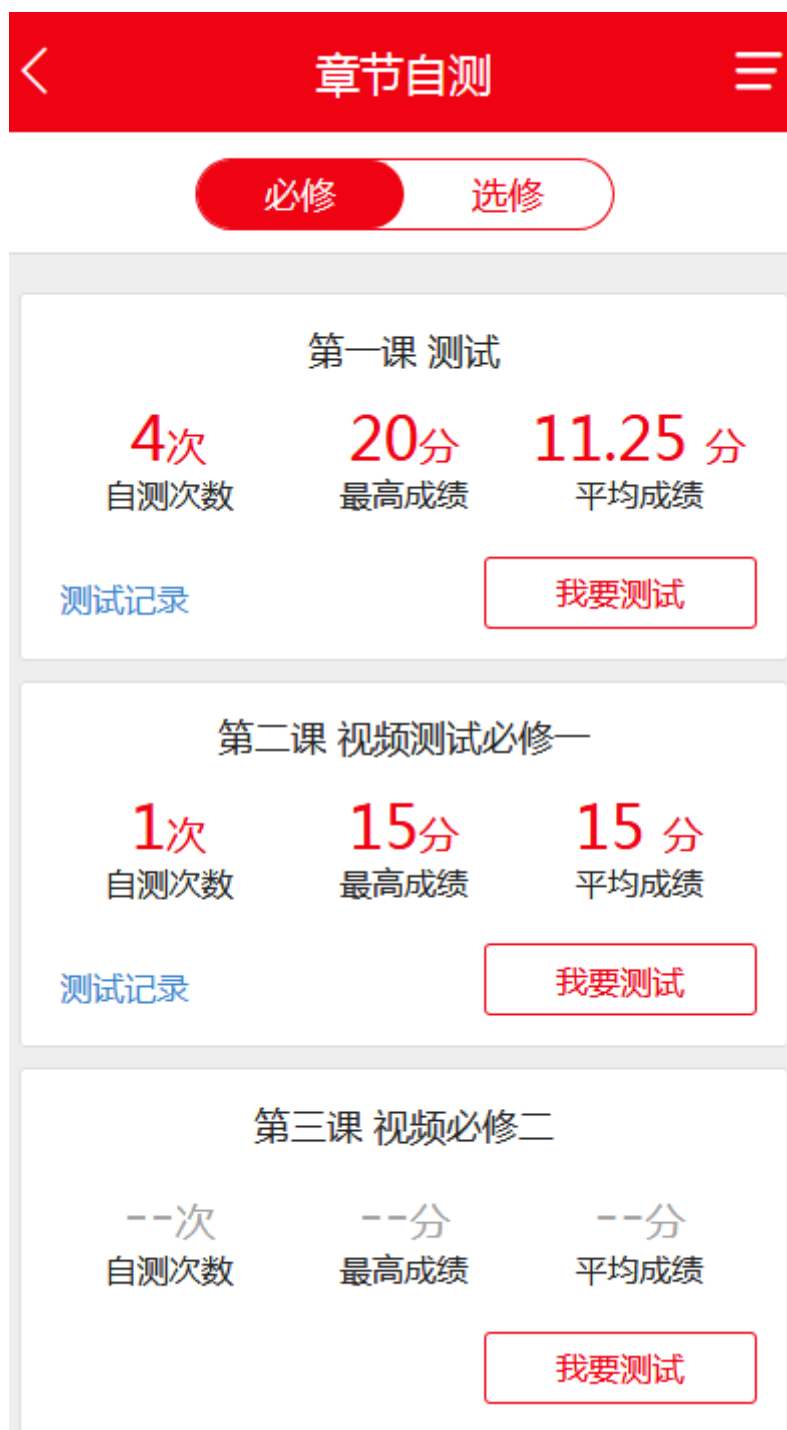 章节自测
必修 选修
第一课 测试
4次 20分 11.25 分
自测次数 最高成绩 平均成绩
测试记录 我要测试
第二课 视频测试必修一
1次 15分 15 分
自测次数 最高成绩 平均成绩
测试记录 我要测试
第三课 视频必修二
--次 --分 --分
自测次数 最高成绩 平均成绩
我要测试